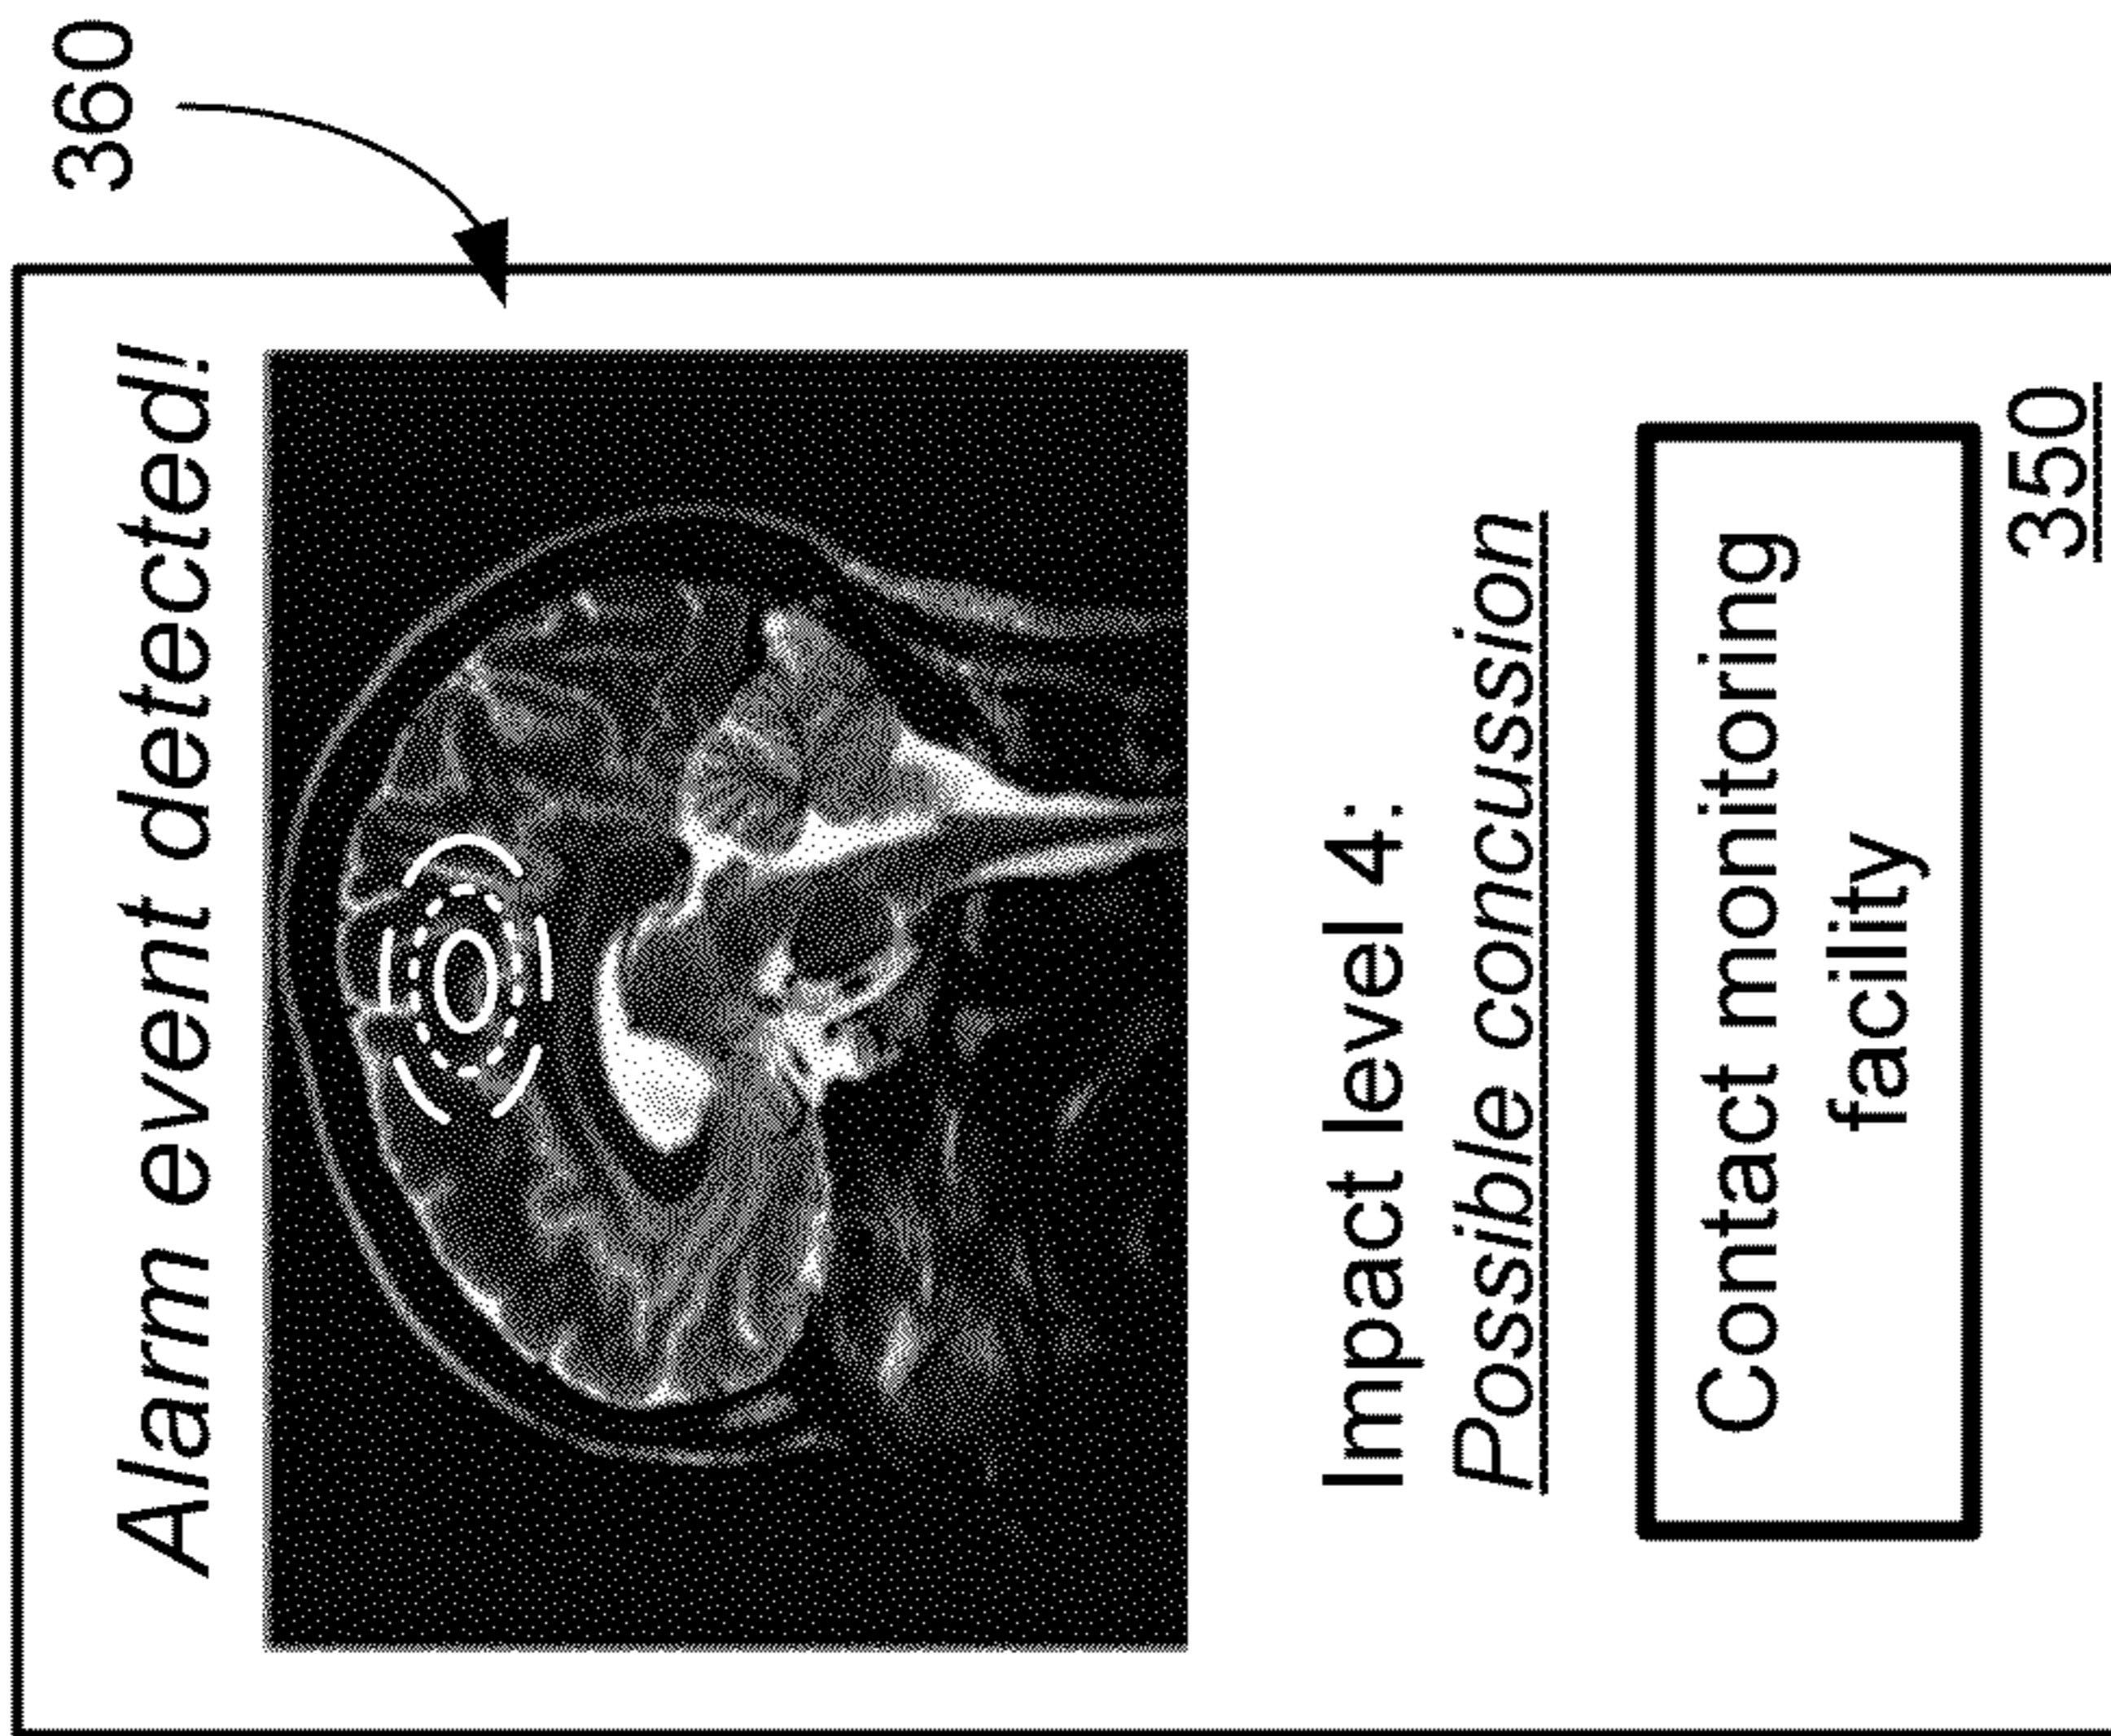 360
Alarm event detected!
Impact level 4:
Possible concussion
Contact monitoring
facility
350